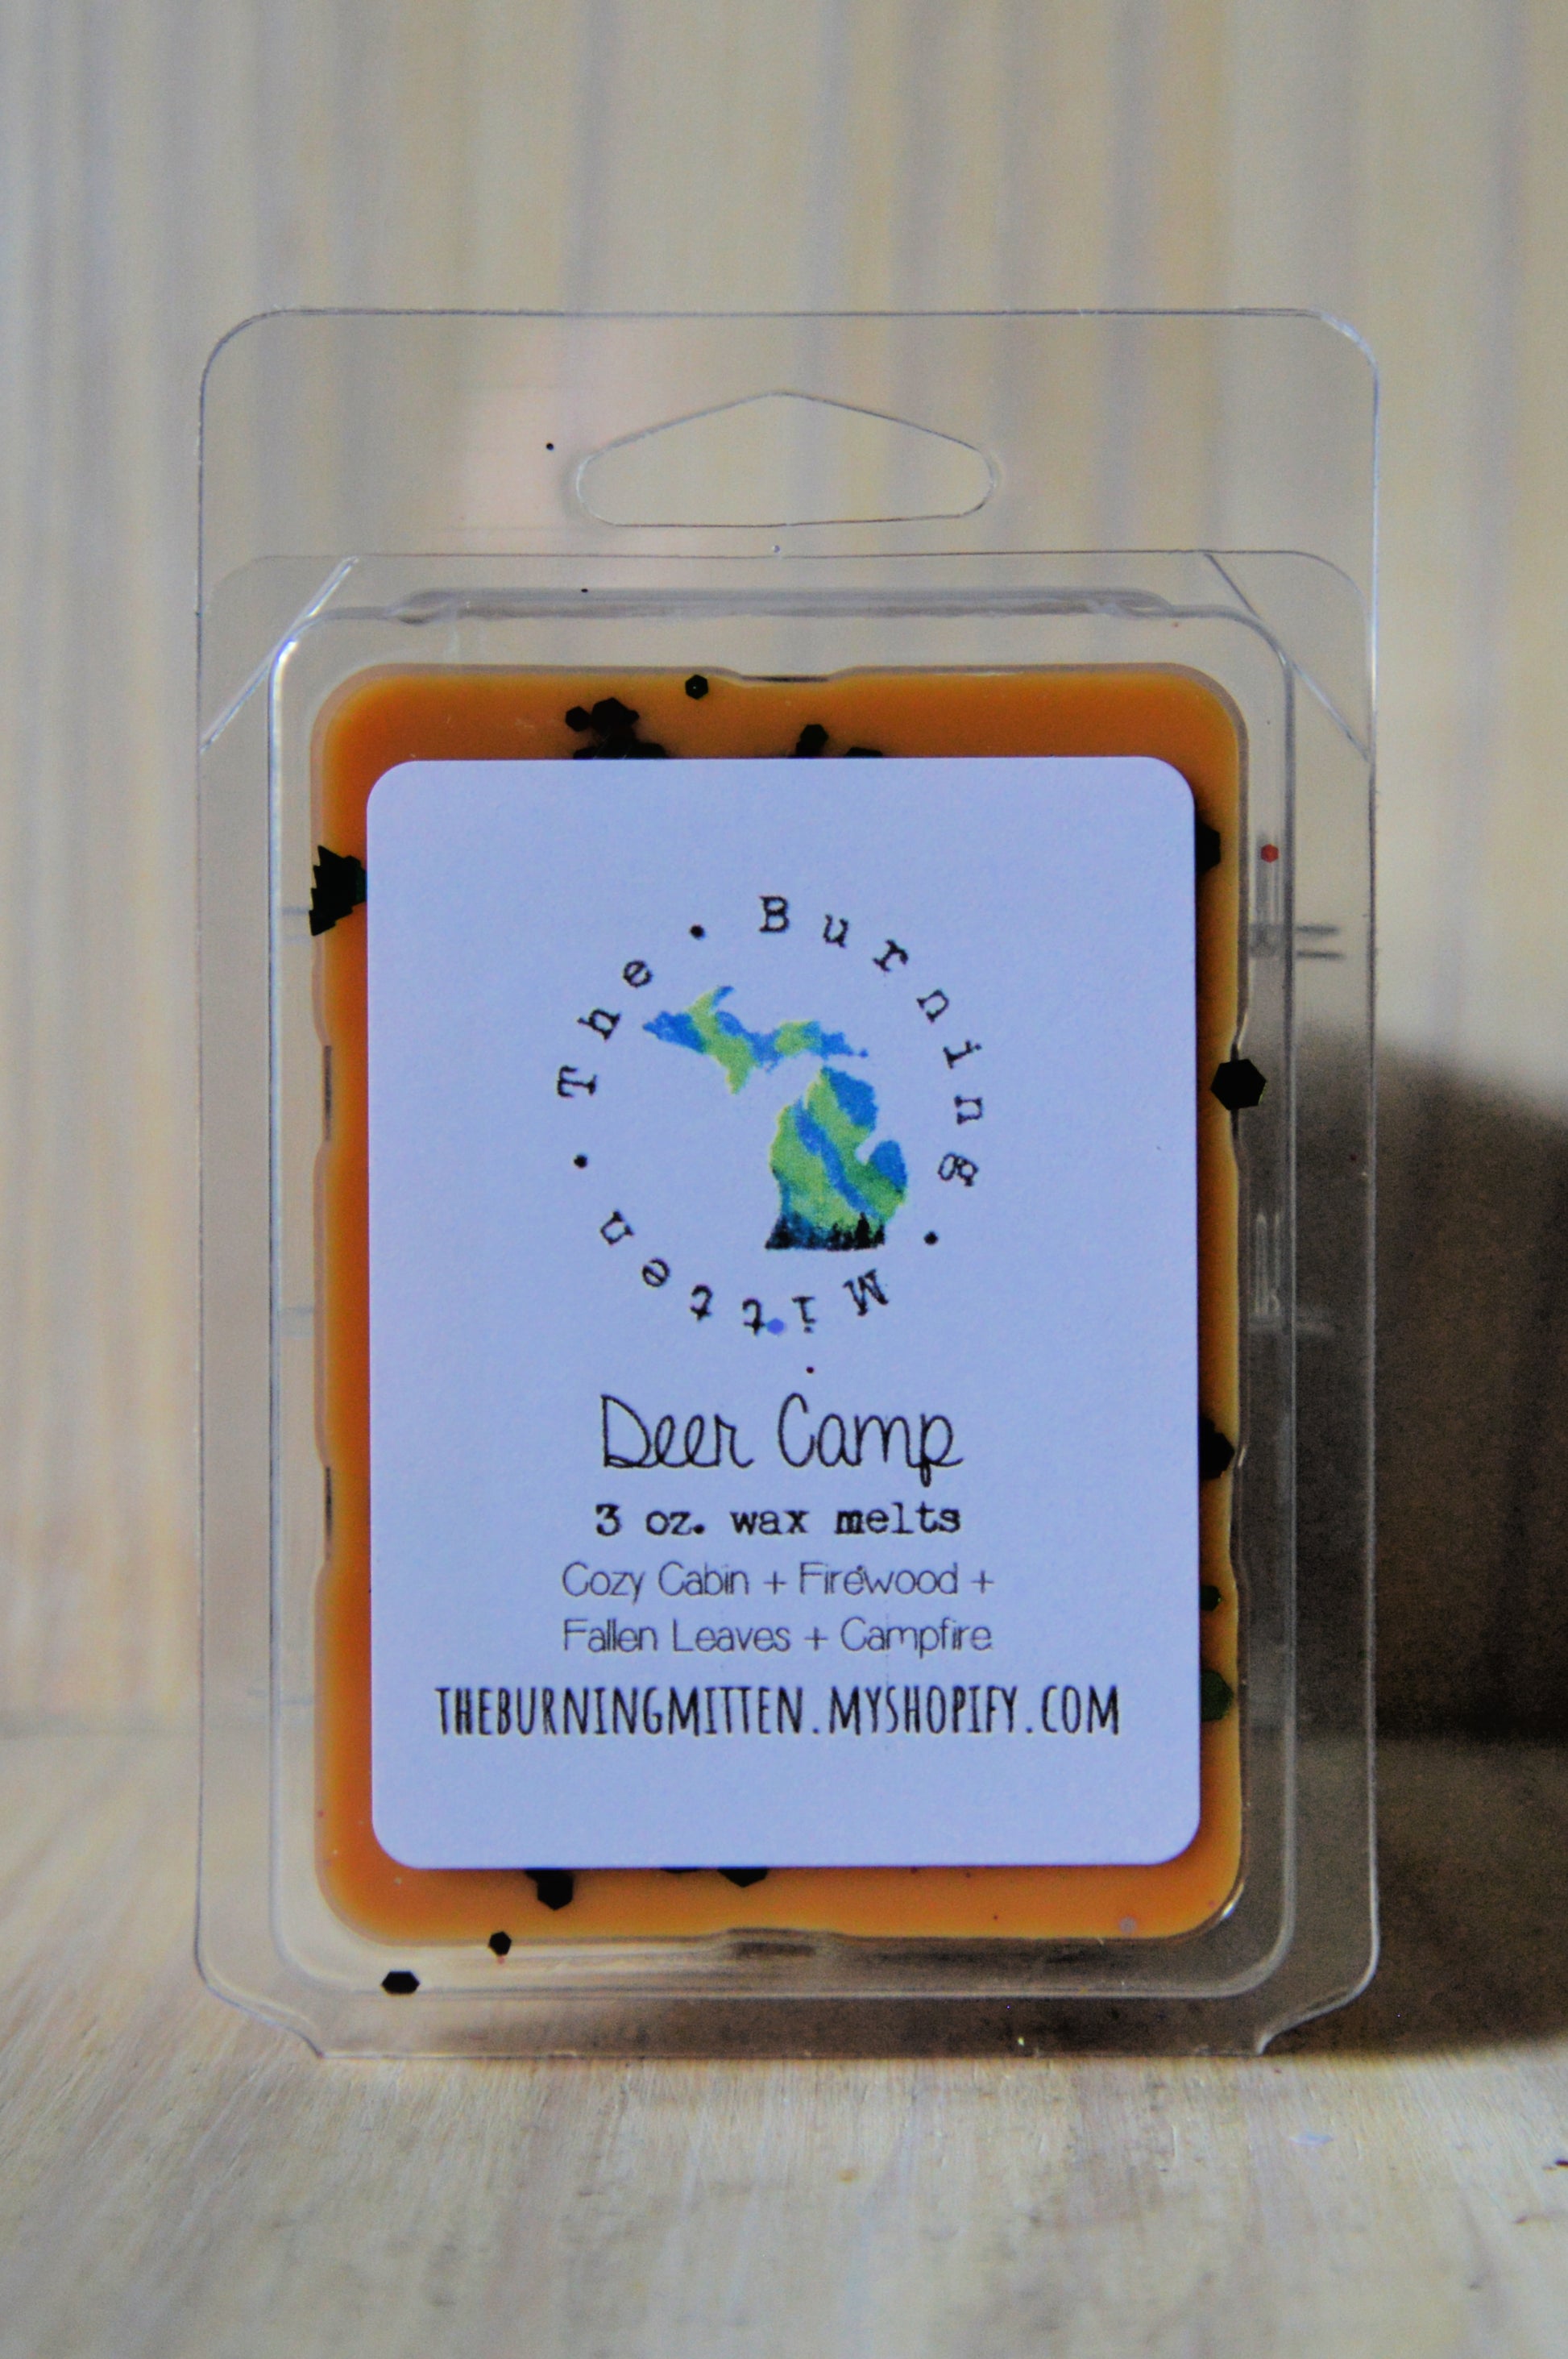 The • Burning • Mitten •
Deer Camp
3 oz. wax melts
Cozy Cabin + Firewood +
Fallen Leaves + Campfire
THEBURNINGMITTEN.MYSHOPIFY.COM